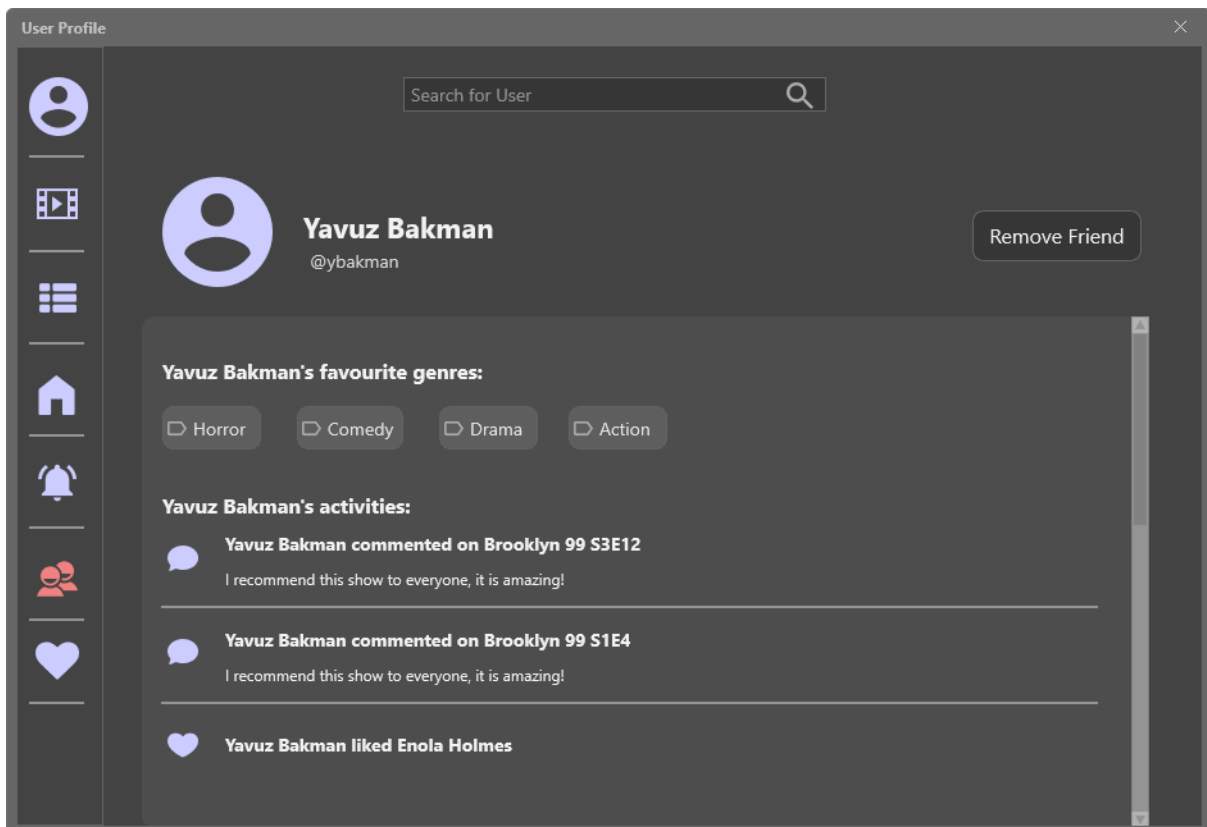 User Profile
Search for User
Yavuz Bakman
@ybakman
Remove Friend
Yavuz Bakman's favourite genres:
Horror
Comedy
Drama
Action
Yavuz Bakman's activities:
Yavuz Bakman commented on Brooklyn 99 S3E12
I recommend this show to everyone, it is amazing!
Yavuz Bakman commented on Brooklyn 99 S1E4
I recommend this show to everyone, it is amazing!
Yavuz Bakman liked Enola Holmes